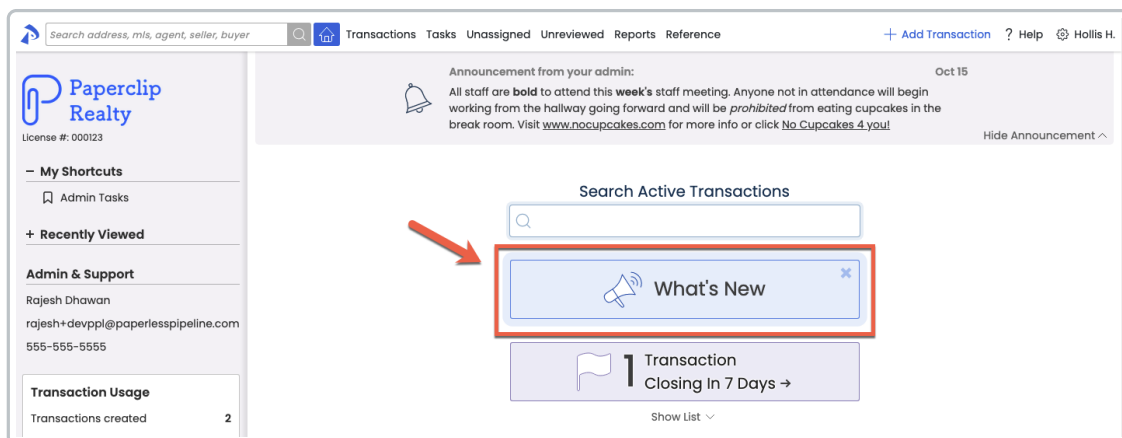 Search address, mls, agent, seller, buyer
Transactions Tasks Unassigned Unreviewed Reports Reference
+ Add Transaction ? Help Hollis H.
Paperclip
Realty
License #: 000123
− My Shortcuts
Admin Tasks
+ Recently Viewed
Admin & Support
Rajesh Dhawan
rajesh+devppl@paperlesspipeline.com
555-555-5555
Transaction Usage
Transactions created 2
Announcement from your admin: Oct 15
All staff are bold to attend this week's staff meeting. Anyone not in attendance will begin
working from the hallway going forward and will be prohibited from eating cupcakes in the
break room. Visit www.nocupcakes.com for more info or click No Cupcakes 4 you!
Hide Announcement
Search Active Transactions
What's New
1 Transaction
Closing In 7 Days →
Show List